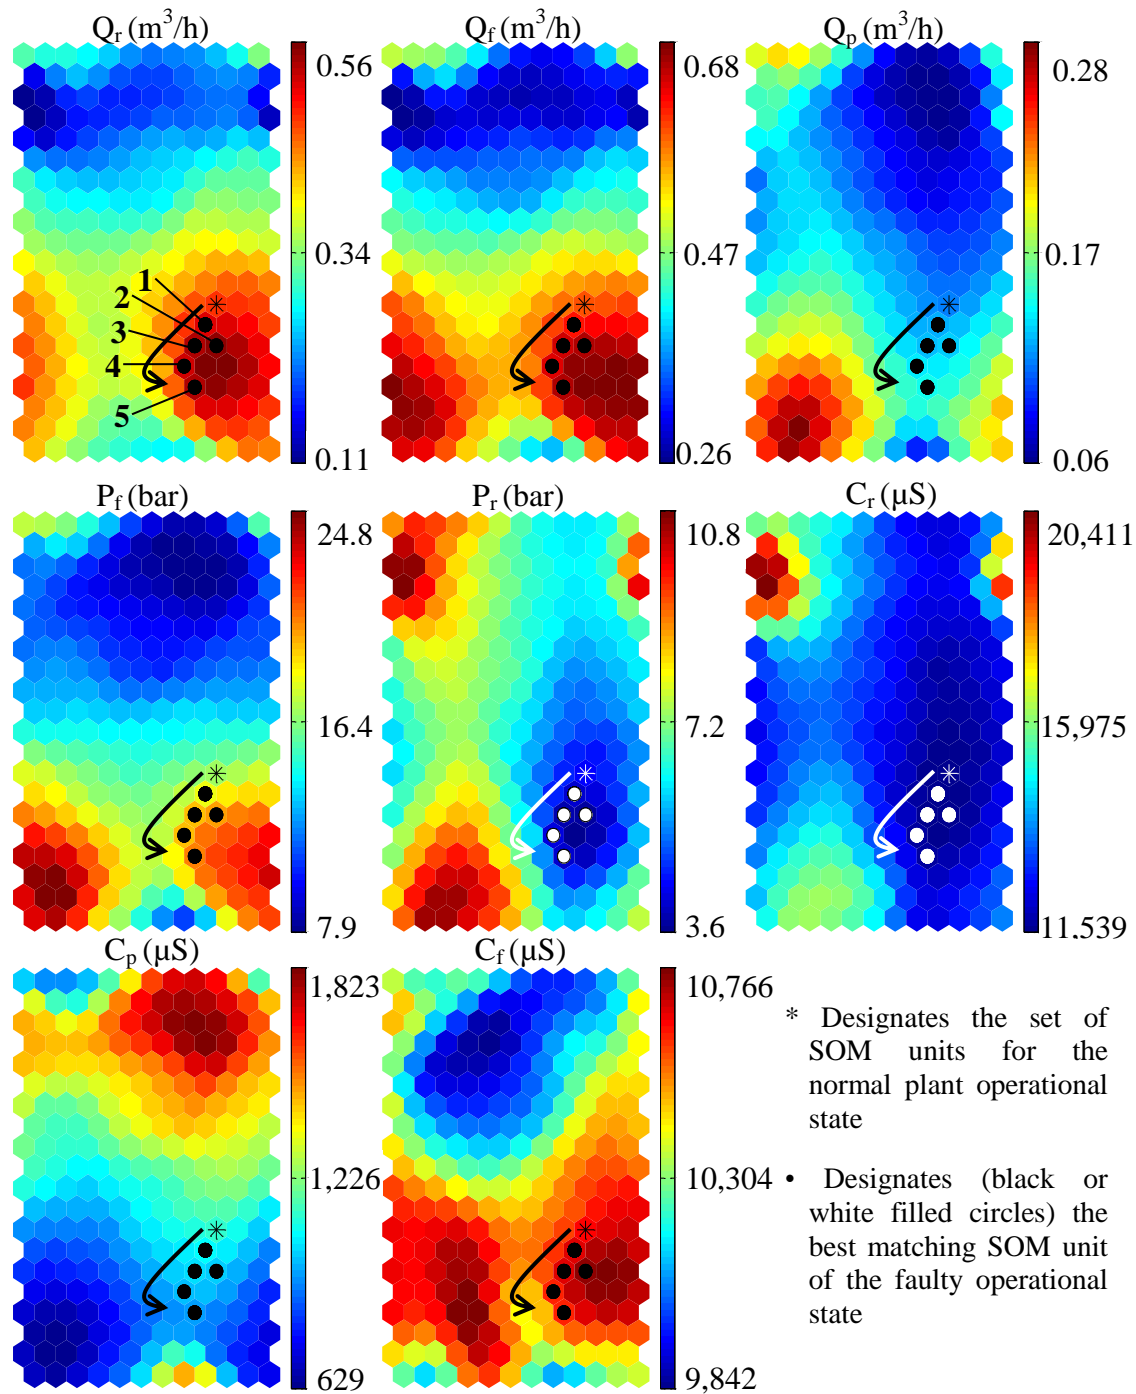 Qr (m³/h)
Qf (m³/h)
Qp (m³/h)
0.56
0.34
0.11
0.68
0.47
0.26
0.28
0.17
0.06
1
2
3
4
5
Pf (bar)
Pr (bar)
Cr (µS)
24.8
16.4
7.9
10.8
7.2
3.6
20,411
15,975
11,539
Cp (µS)
Cf (µS)
1,823
1,226
629
10,766
10,304
9,842
* Designates the set of
SOM units for the
normal plant operational
state
• Designates (black or
white filled circles) the
best matching SOM unit
of the faulty operational
state